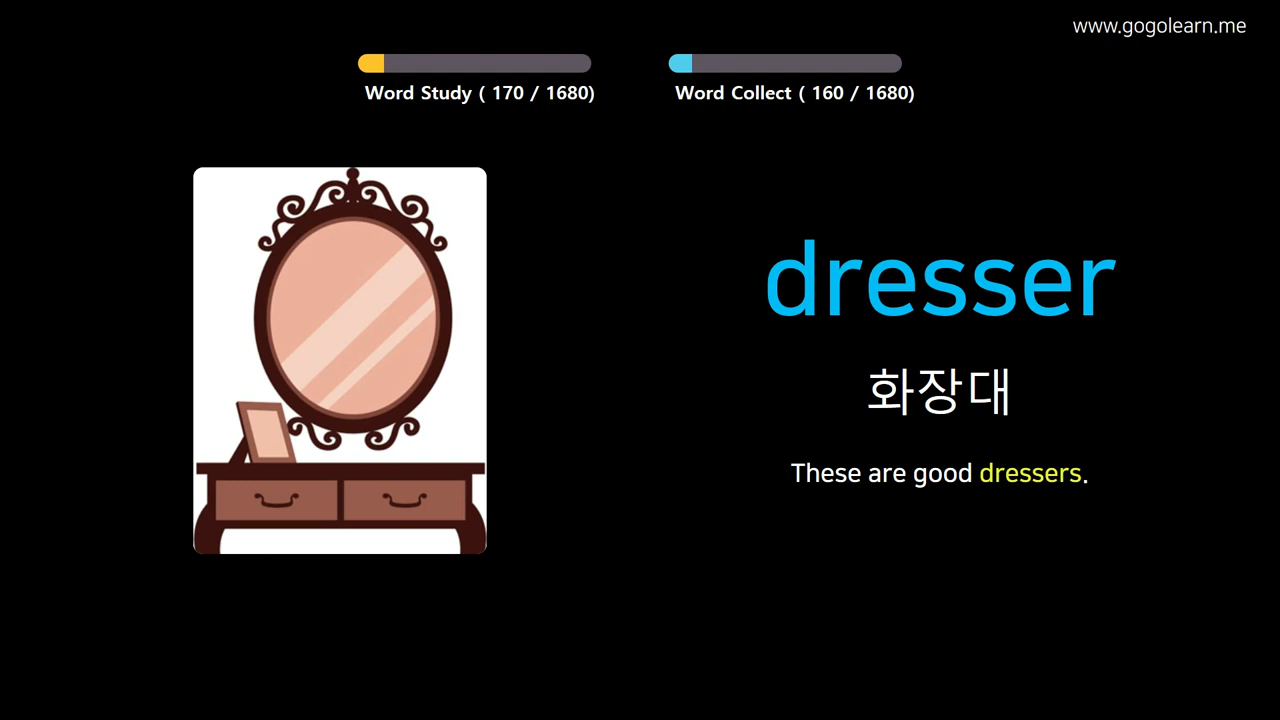 www.gogolearn.me
Word Study ( 170 / 1680)
Word Collect ( 160 / 1680)
dresser
화장대
These are good dressers.